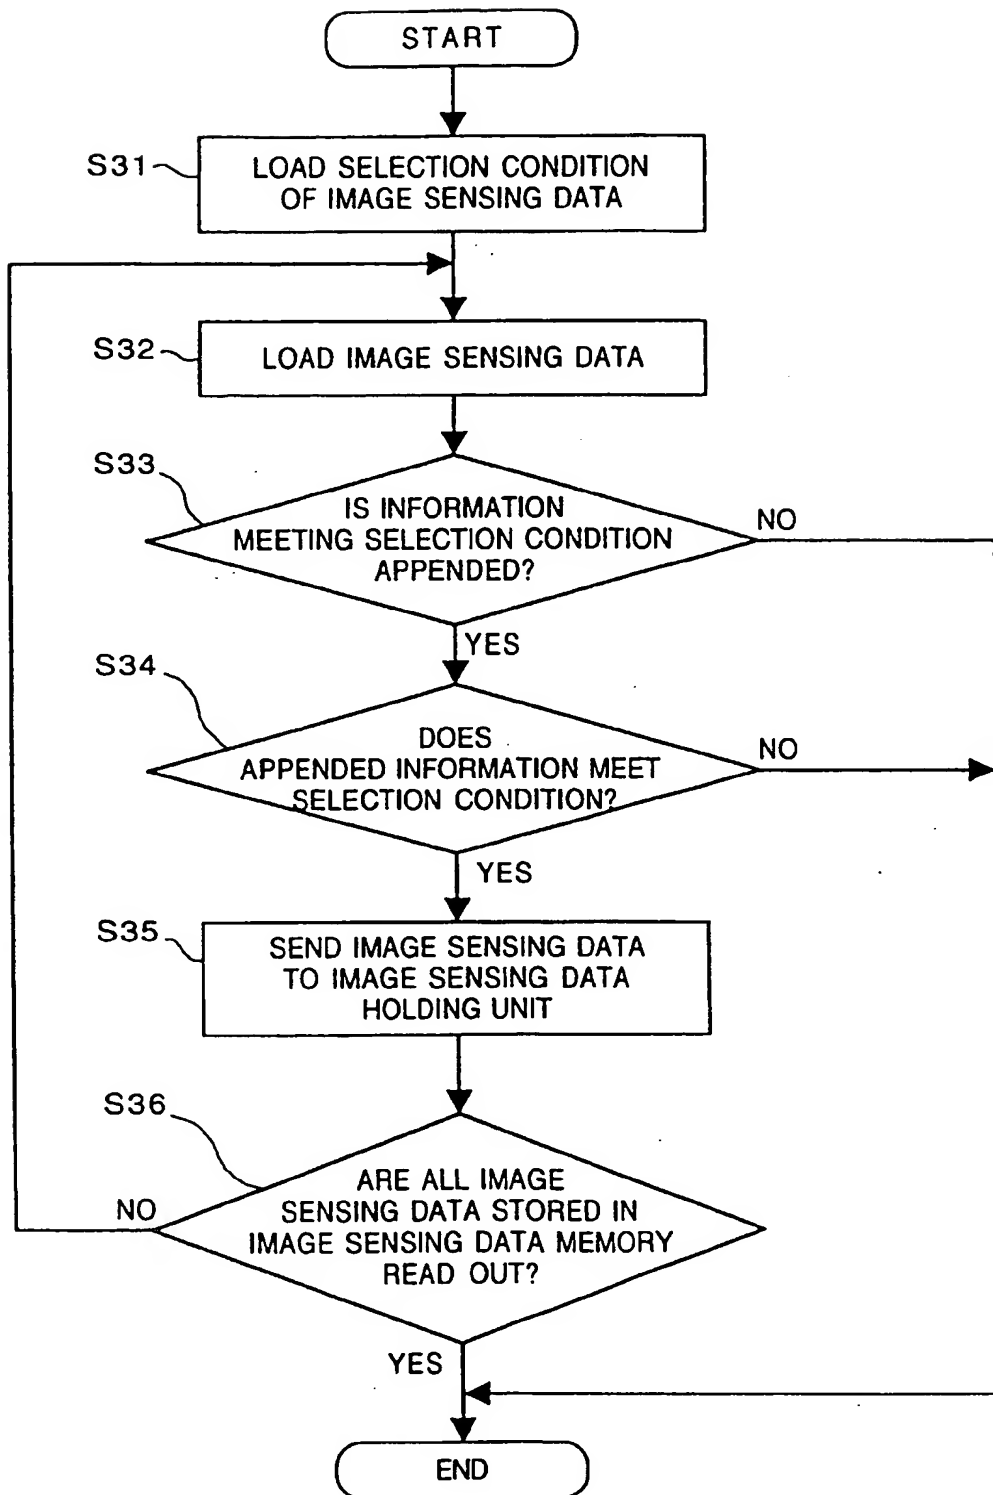 START
S31
LOAD SELECTION CONDITION
OF IMAGE SENSING DATA
S32
LOAD IMAGE SENSING DATA
S33
IS INFORMATION
MEETING SELECTION CONDITION
APPENDED?
NO
YES
S34
DOES
APPENDED INFORMATION MEET
SELECTION CONDITION?
NO
YES
S35
SEND IMAGE SENSING DATA
TO IMAGE SENSING DATA
HOLDING UNIT
S36
ARE ALL IMAGE
SENSING DATA STORED IN
IMAGE SENSING DATA MEMORY
READ OUT?
NO
YES
END